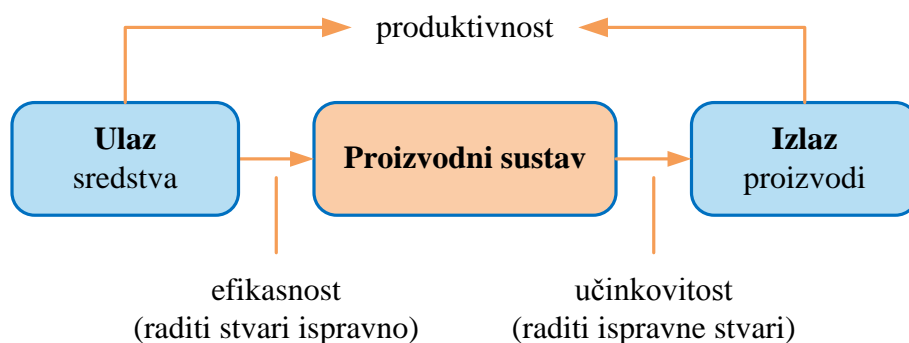 produktivnost
Ulaz
sredstva
Proizvodni sustav
Izlaz
proizvodi
efikasnost
(raditi stvari ispravno)
učinkovitost
(raditi ispravne stvari)